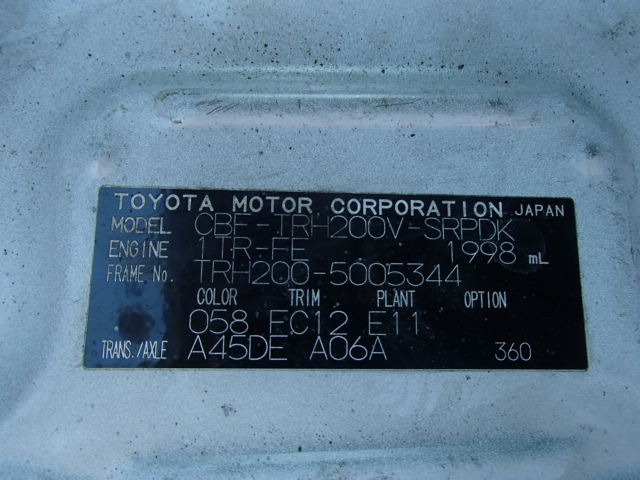 TOYOTA MOTOR CORPORATION JAPAN
MODEL CBF-TRH200V-SRPDK
ENGINE 1TR-FE 1998 mL
FRAME No. TRH200-5005344
COLOR TRIM PLANT OPTION
058 FC12 E11
TRANS./AXLE A45DE A06A 360